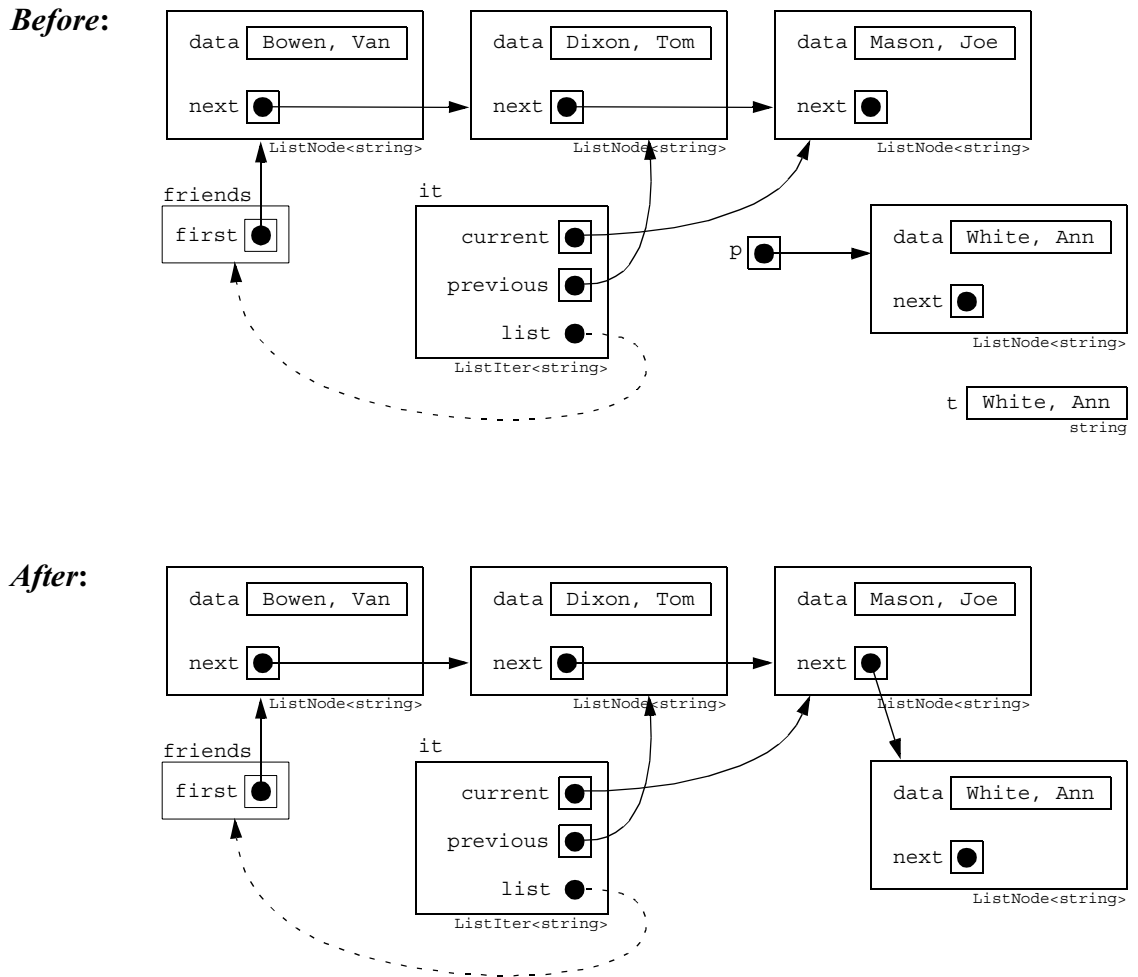 Before:
data Bowen, Van
data Dixon, Tom
data Mason, Joe
next
next
next
ListNode<string>
ListNode<string>
ListNode<string>
friends
first
it
current
previous
list
ListIter<string>
p
data White, Ann
next
ListNode<string>
t White, Ann
string
After:
data Bowen, Van
data Dixon, Tom
data Mason, Joe
next
next
next
ListNode<string>
ListNode<string>
ListNode<string>
friends
first
it
current
previous
list
ListIter<string>
data White, Ann
next
ListNode<string>